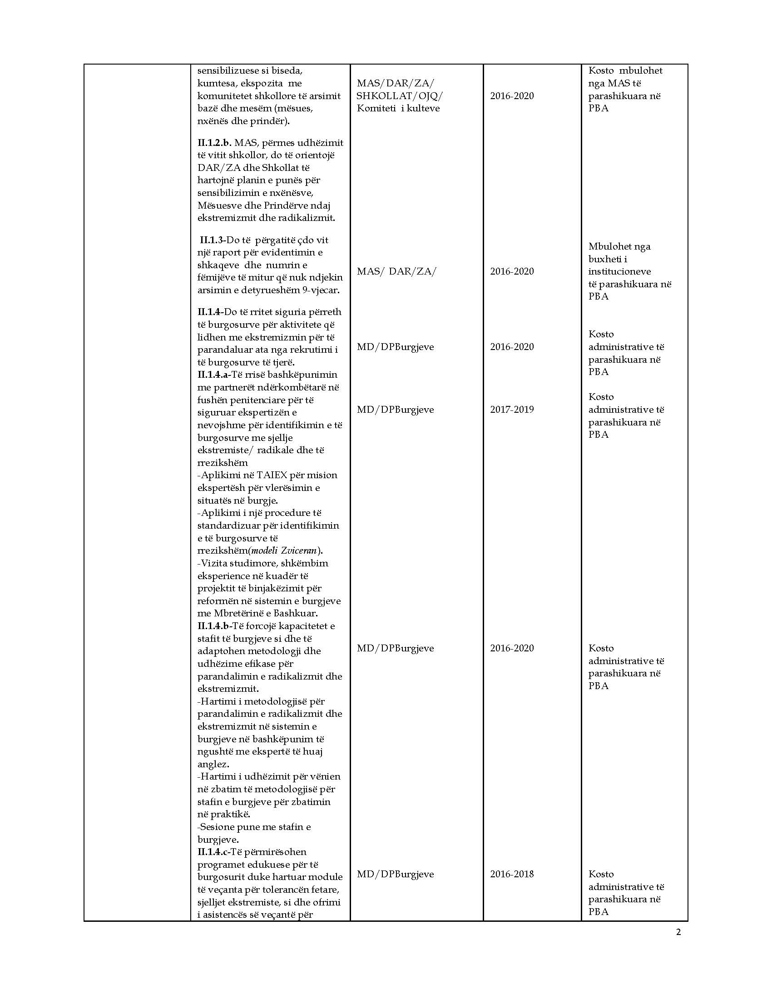 sensibilizuese si biseda,
kumtesa, ekspozita me
komunitetet shkollore të arsimit
bazë dhe mesëm (mësues,
nxënës dhe prindër).
MAS/DAR/ZA/
SHKOLLAT/OJQ/
Komiteti i kulteve
2016-2020
Kosto mbulohet
nga MAS të
parashikuara në
PBA
II.1.2.b. MAS, përmes udhëzimit
të vitit shkollor, do të orientojë
DAR/ZA dhe Shkollat të
hartojnë planin e punës për
sensibilizimin e nxënësve,
Mësuesve dhe Prindërve ndaj
ekstremizmit dhe radikalizmit.
II.1.3-Do të përgatitë çdo vit
një raport për evidentimin e
shkaqeve dhe numrin e
fëmijëve të mitur që nuk ndjekin
arsimin e detyrueshëm 9-vjecar.
MAS/ DAR/ZA/
2016-2020
Mbulohet nga
buxheti i
institucioneve
të parashikuara në
PBA
II.1.4-Do të rritet siguria përreth
të burgosurve për aktivitete që
lidhen me ekstremizmin për të
parandaluar ata nga rekrutimi i
të burgosurve të tjerë.
MD/DPBurgjeve
2016-2020
Kosto
administrative të
parashikuara në
PBA
II.1.4.a-Të rrisë bashkëpunimin
me partnerët ndërkombëtarë në
fushën penitenciare për të
siguruar ekspertizën e
nevojshme për identifikimin e të
burgosurve me sjellje
ekstremiste/ radikale dhe të
rrezikshëm
-Aplikimi në TAIEX për mision
ekspertësh për vlerësimin e
situatës në burgje.
-Aplikimi i një procedure të
standardizuar për identifikimin
e të burgosurve të
rrezikshëm(modeli Zviceran).
-Vizita studimore, shkëmbim
eksperience në kuadër të
projektit të binjakëzimit për
reformën në sistemin e burgjeve
me Mbretërinë e Bashkuar.
MD/DPBurgjeve
2017-2019
Kosto
administrative të
parashikuara në
PBA
II.1.4.b-Të forcojë kapacitetet e
stafit të burgjeve si dhe të
adaptohen metodologji dhe
udhëzime efikase për
parandalimin e radikalizmit dhe
ekstremizmit.
-Hartimi i metodologjisë për
parandalimin e radikalizmit dhe
ekstremizmit në sistemin e
burgjeve në bashkëpunim të
ngushtë me ekspertë të huaj
anglez.
-Hartimi i udhëzimit për vënien
në zbatim të metodologjisë për
stafin e burgjeve për zbatimin
në praktikë.
-Sesione pune me stafin e
burgjeve.
MD/DPBurgjeve
2016-2020
Kosto
administrative të
parashikuara në
PBA
II.1.4.c-Të përmirësohen
programet edukuese për të
burgosurit duke hartuar module
të veçanta për tolerancën fetare,
sjelljet ekstremiste, si dhe ofrimi
i asistencës së veçantë për
MD/DPBurgjeve
2016-2018
Kosto
administrative të
parashikuara në
PBA
2